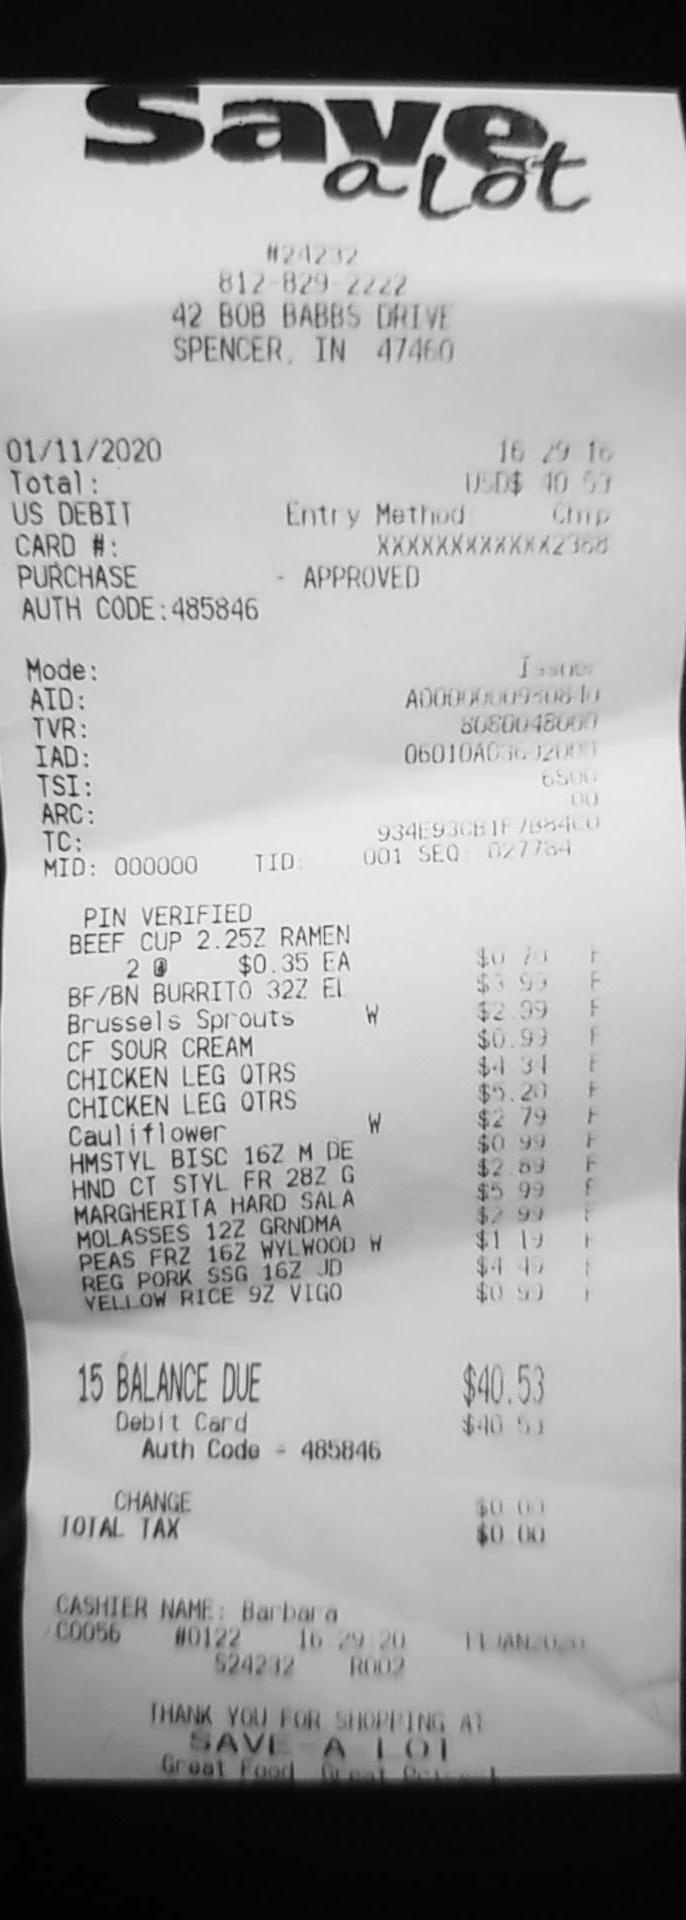 Save
a Lot
#24232
812-829-2222
42 BOB BABBS DRIVE
SPENCER, IN 47460
01/11/2020 16:29:16
Total: USD$ 40.53
US DEBIT Entry Method: Chip
CARD #: XXXXXXXXXXXX2368
PURCHASE - APPROVED
AUTH CODE:485846
Mode: Issuer
AID: A0000000980840
TVR: 8080048000
IAD:
TSI: 6800
ARC: 00
TC:
MID: 000000 TID: 001 SEQ: 027784
PIN VERIFIED
BEEF CUP 2.25Z RAMEN
2 @ $0.35 EA $0.70 F
BF/BN BURRITO 32Z EL $3.99 F
Brussels Sprouts W $2.99 F
CF SOUR CREAM $0.99 F
CHICKEN LEG QTRS $4.34 F
CHICKEN LEG QTRS $5.20 F
Cauliflower W $2.79 F
HMSTYL BISC 16Z M DE $0.99 F
HND CT STYL FR 28Z G $2.89 F
MARGHERITA HARD SALA $5.99 F
MOLASSES 12Z GRNDMA $2.99 F
PEAS FRZ 16Z WYLWOOD W $1.19 F
REG PORK SSG 16Z JD $4.49 F
YELLOW RICE 9Z VIGO $0.99 F
15 BALANCE DUE $40.53
Debit Card $40.53
Auth Code - 485846
CHANGE $0.00
TOTAL TAX $0.00
CASHIER NAME: Barbara
C0056 #0122 16:29:20 11JAN2020
S24232 R002
THANK YOU FOR SHOPPING AT
SAVE A LOT
Great Food. Great